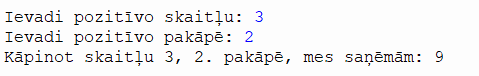 Ievadi pozitīvo skaitļu: 3
Ievadi pozitīvo pakāpē: 2
Kāpinot skaitļu 3, 2. pakāpē, mes saņēmām: 9